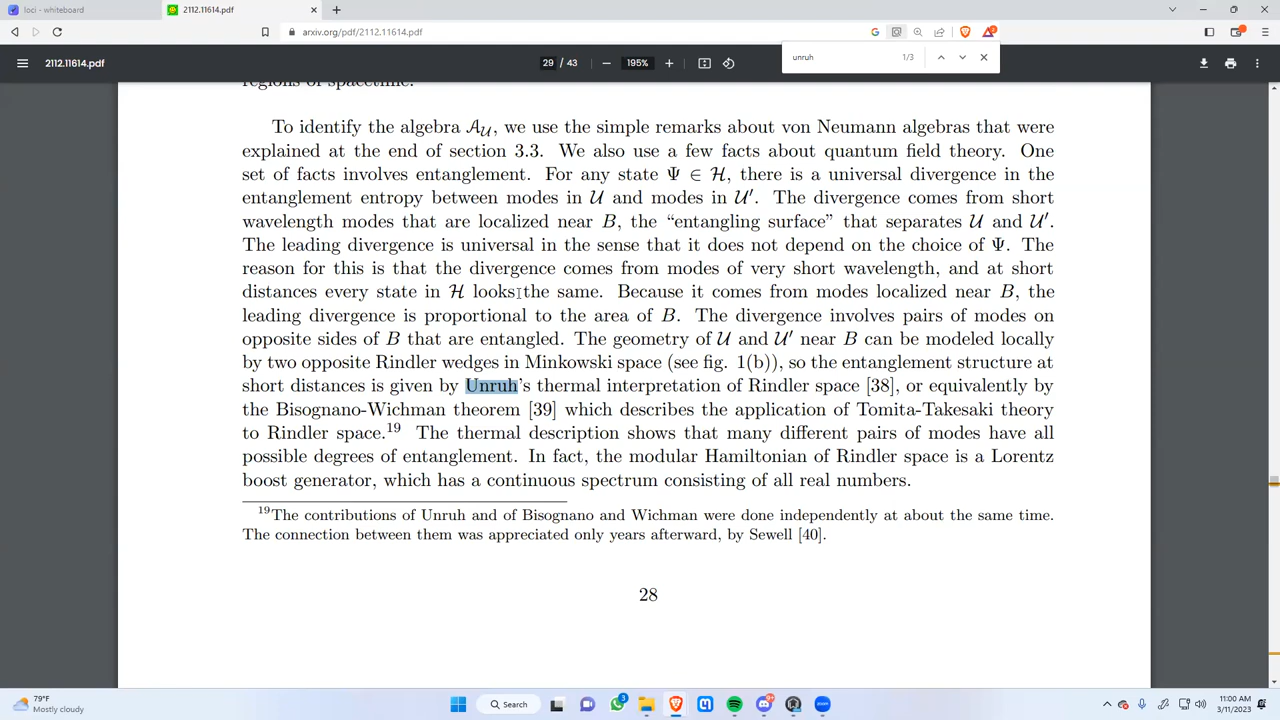 loci - whiteboard
2112.11614.pdf
arxiv.org/pdf/2112.11614.pdf
unruh
1/3
2112.11614.pdf
29 / 43
195%
regions of spacetime.
To identify the algebra 𝒜𝒰, we use the simple remarks about von Neumann algebras that were
explained at the end of section 3.3. We also use a few facts about quantum field theory. One
set of facts involves entanglement. For any state Ψ ∈ ℋ, there is a universal divergence in the
entanglement entropy between modes in 𝒰 and modes in 𝒰′. The divergence comes from short
wavelength modes that are localized near B, the “entangling surface” that separates 𝒰 and 𝒰′.
The leading divergence is universal in the sense that it does not depend on the choice of Ψ. The
reason for this is that the divergence comes from modes of very short wavelength, and at short
distances every state in ℋ looks the same. Because it comes from modes localized near B, the
leading divergence is proportional to the area of B. The divergence involves pairs of modes on
opposite sides of B that are entangled. The geometry of 𝒰 and 𝒰′ near B can be modeled locally
by two opposite Rindler wedges in Minkowski space (see fig. 1(b)), so the entanglement structure at
short distances is given by Unruh’s thermal interpretation of Rindler space [38], or equivalently by
the Bisognano-Wichman theorem [39] which describes the application of Tomita-Takesaki theory
to Rindler space.19 The thermal description shows that many different pairs of modes have all
possible degrees of entanglement. In fact, the modular Hamiltonian of Rindler space is a Lorentz
boost generator, which has a continuous spectrum consisting of all real numbers.
19The contributions of Unruh and of Bisognano and Wichman were done independently at about the same time.
The connection between them was appreciated only years afterward, by Sewell [40].
28
79°F
Mostly cloudy
Search
3
11:00 AM
3/11/2023